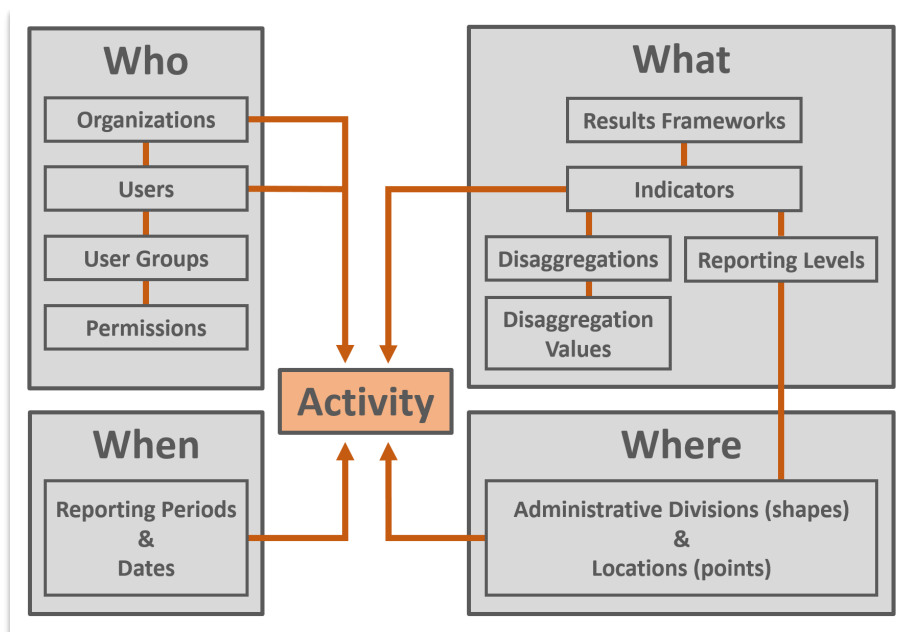 Who
Organizations
Users
User Groups
Permissions
What
Results Frameworks
Indicators
Disaggregations
Reporting Levels
Disaggregation
Values
Activity
When
Reporting Periods
&
Dates
Where
Administrative Divisions (shapes)
&
Locations (points)